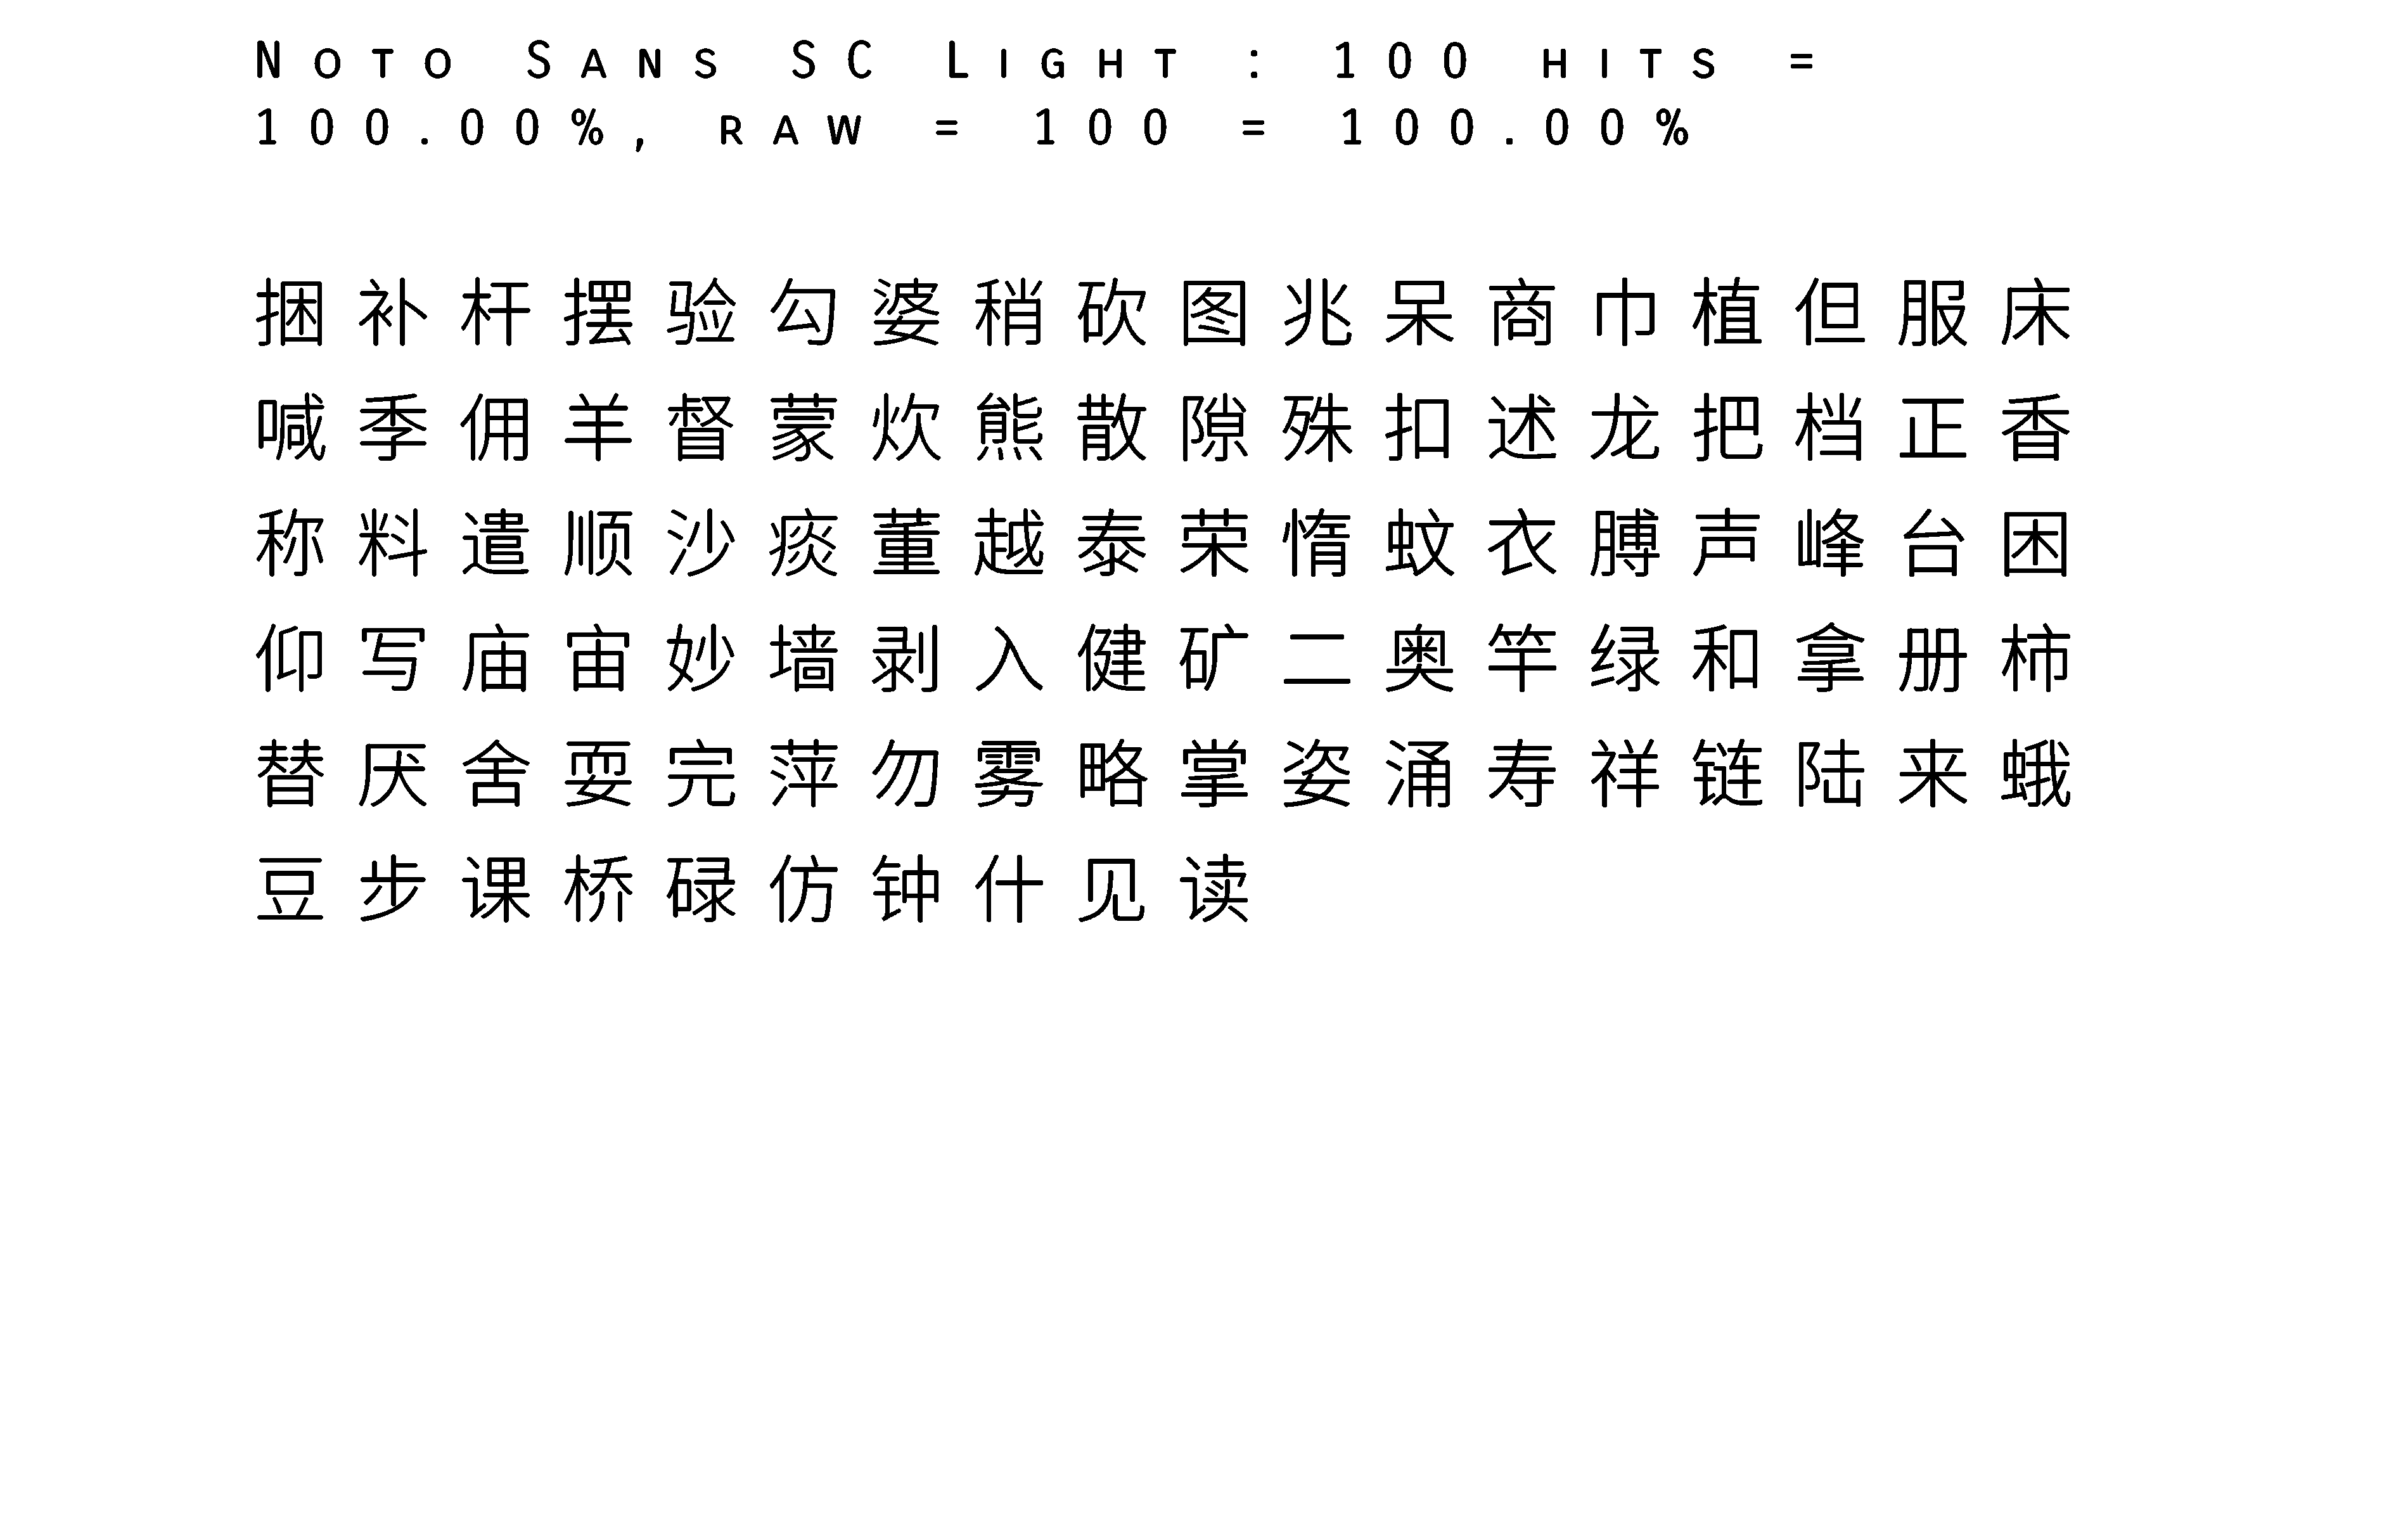 Noto Sans SC Light : 100 hits =
100.00%, raw = 100 = 100.00%
捆补杆摆验勾婆稍砍图兆呆商巾植但服床
喊季佣羊督蒙炊熊散隙殊扣述龙把档正香
称料遣顺沙痰董越泰荣惰蚊衣膊声峰台困
仰写庙宙妙墙剥入健矿二奥竿绿和拿册柿
替厌舍耍完萍勿雾略掌姿涌寿祥链陆来蛾
豆步课桥碌仿钟什见读